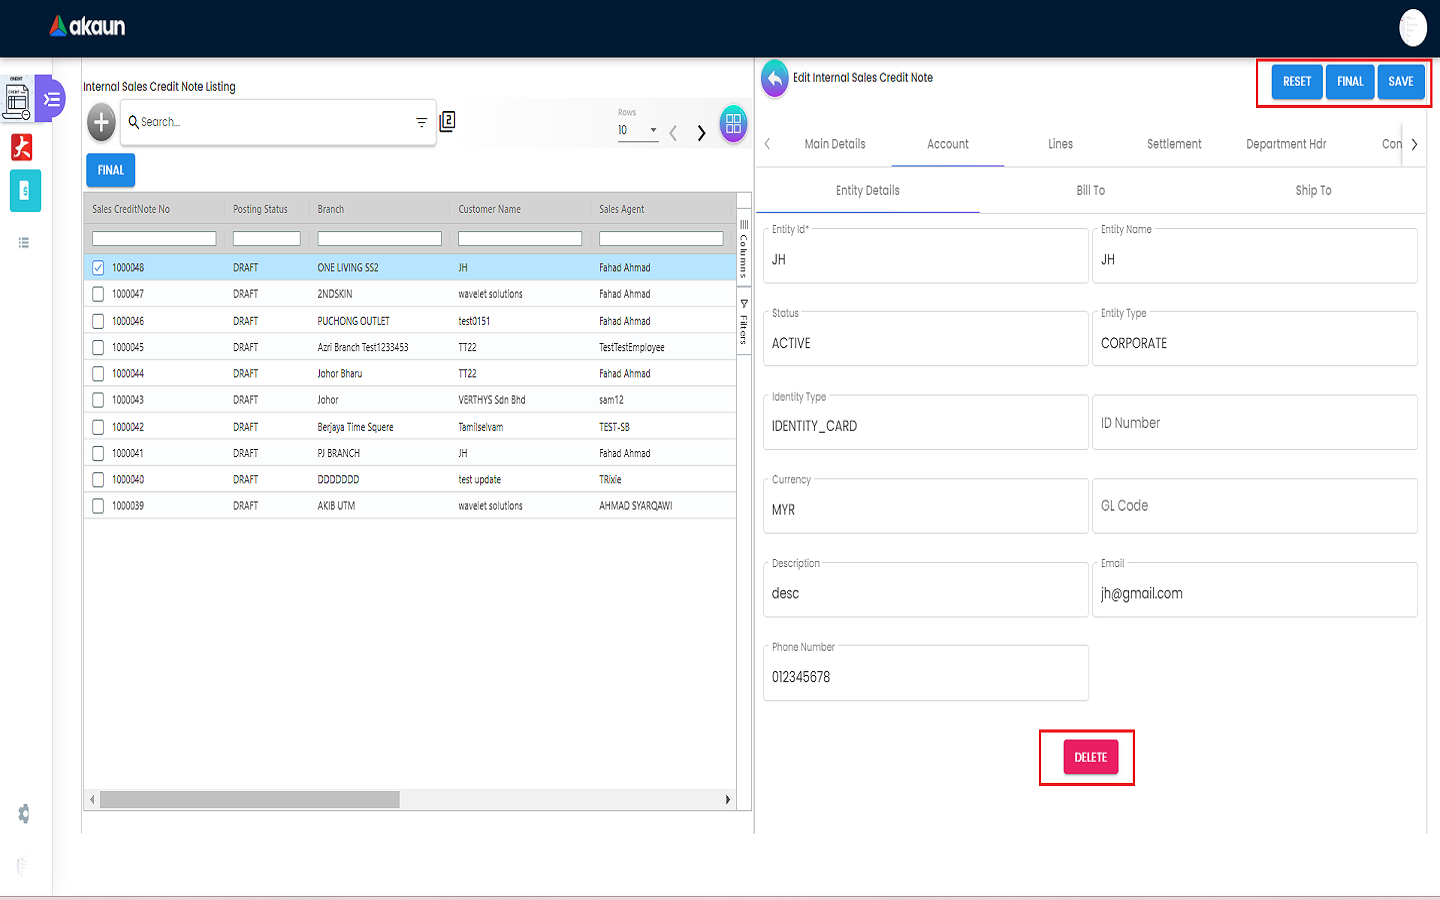 akaun
CREDIT
Internal Sales Credit Note Listing
Search...
2
Rows
10
FINAL
Sales CreditNote No Posting Status Branch Customer Name Sales Agent
1000048 DRAFT ONE LIVING SS2 JH Fahad Ahmad
1000047 DRAFT 2NDSKIN wavelet solutions Fahad Ahmad
1000046 DRAFT PUCHONG OUTLET test0151 Fahad Ahmad
1000045 DRAFT Azri Branch Test1233453 TT22 TestTestEmployee
1000044 DRAFT Johor Bharu TT22 Fahad Ahmad
1000043 DRAFT Johor VERTHYS Sdn Bhd sam12
1000042 DRAFT Berjaya Time Squere Tamilselvam TEST-SB
1000041 DRAFT PJ BRANCH JH Fahad Ahmad
1000040 DRAFT DDDDDDD test update TRixie
1000039 DRAFT AKIB UTM wavelet solutions AHMAD SYARQAWI
Columns
Filters
Edit Internal Sales Credit Note
RESET FINAL SAVE
Main Details Account Lines Settlement Department Hdr Con
Entity Details Bill To Ship To
Entity Id* Entity Name
JH JH
Status Entity Type
ACTIVE CORPORATE
Identity Type
IDENTITY_CARD ID Number
Currency
MYR GL Code
Description Email
desc jh@gmail.com
Phone Number
012345678
DELETE